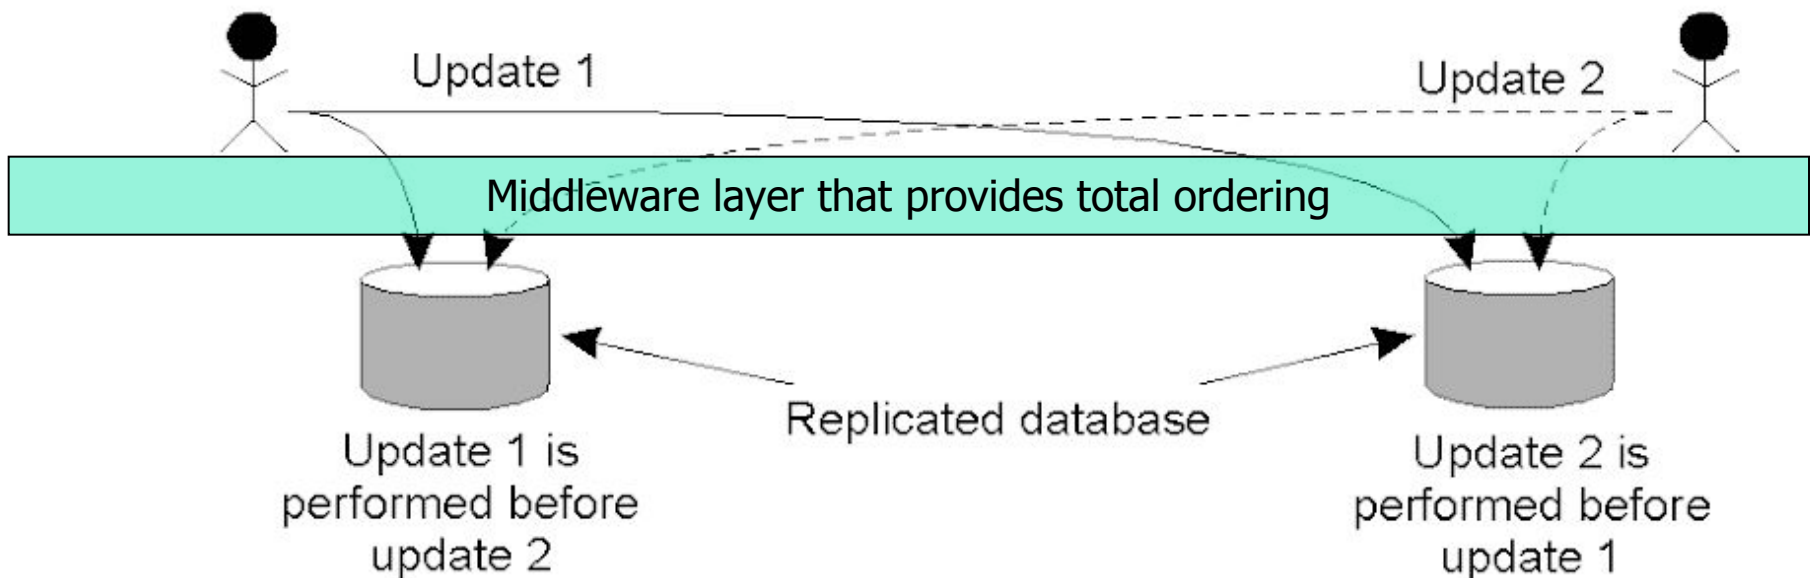 Update 1
Update 2
Middleware layer that provides total ordering
Replicated database
Update 1 is
performed before
update 2
Update 2 is
performed before
update 1